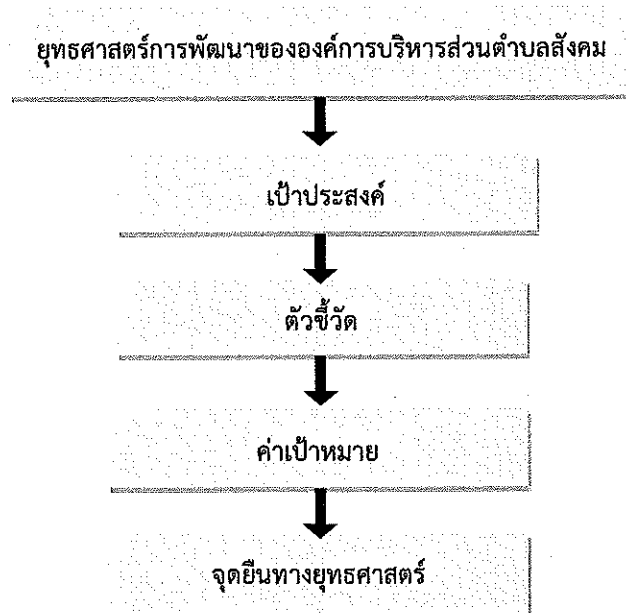 ยุทธศาสตร์การพัฒนาขององค์การบริหารส่วนตำบลสังคม
เป้าประสงค์
ตัวชี้วัด
ค่าเป้าหมาย
จุดยืนทางยุทธศาสตร์